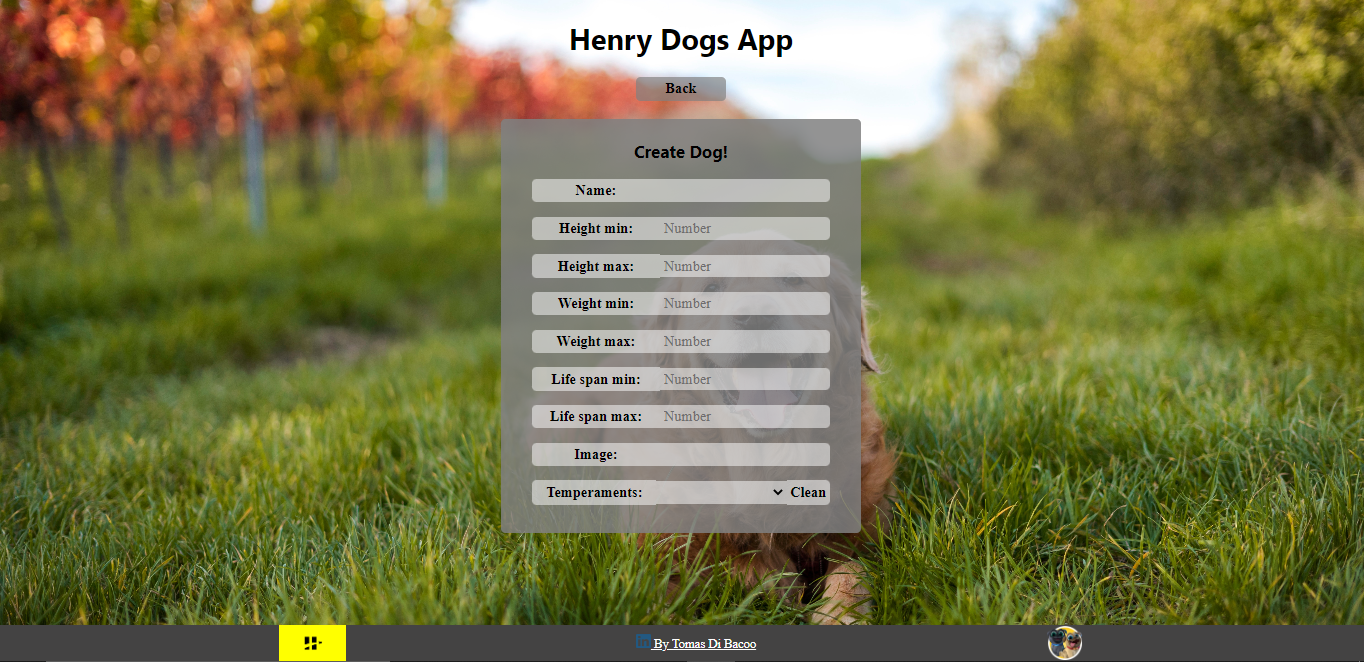 Henry Dogs App
Back
Create Dog!
Name:
Height min: Number
Height max: Number
Weight min: Number
Weight max: Number
Life span min: Number
Life span max: Number
Image:
Temperaments: Clean
By Tomas Di Bacoo